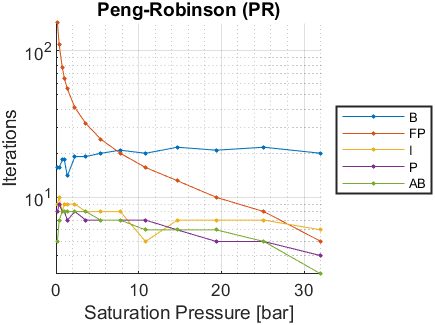 Peng-Robinson (PR)
10²
10¹
Iterations
0
10
20
30
Saturation Pressure [bar]
B
FP
I
P
AB